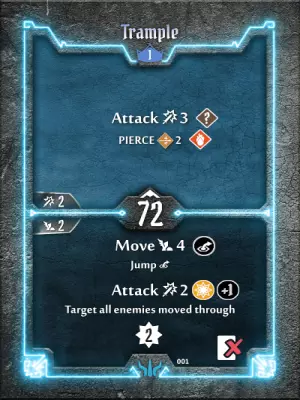 Trample
1
Attack 3 ?
PIERCE 2
2
72
2
Move 4
Jump
Attack 2 +1
Target all enemies moved through
2
001